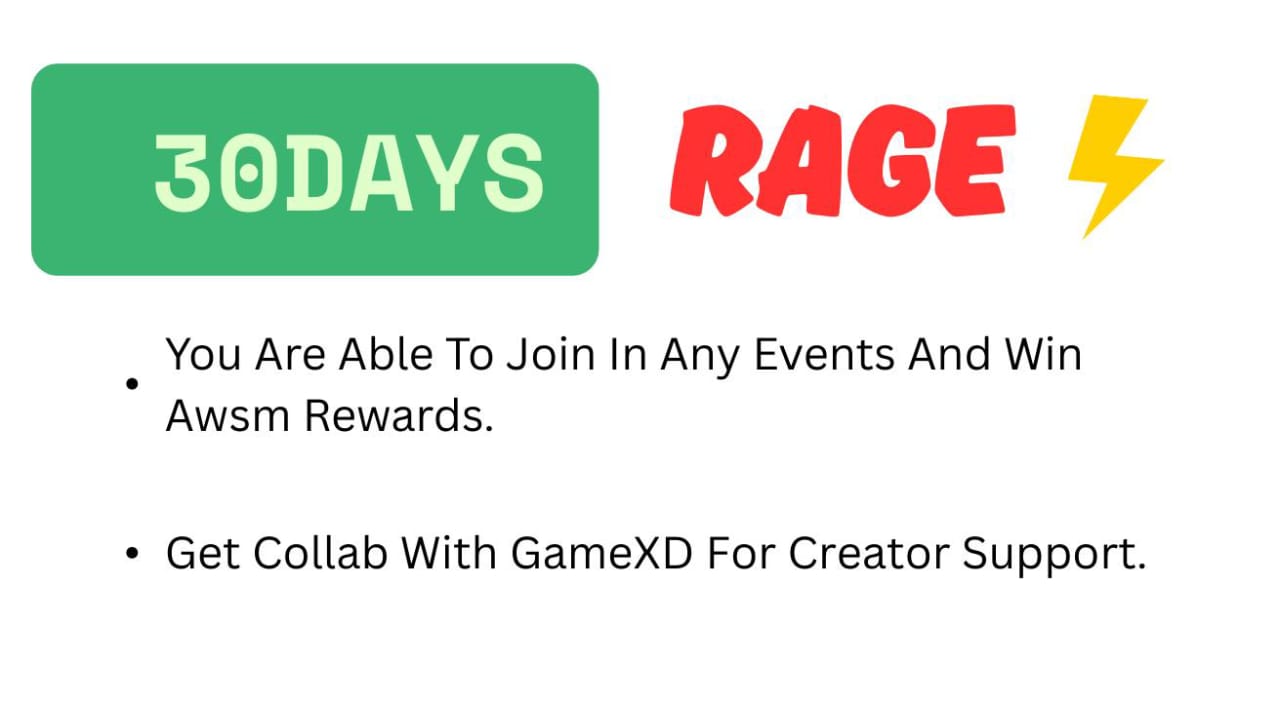 30DAYS
RAGE
• You Are Able To Join In Any Events And Win
Awsm Rewards.
• Get Collab With GameXD For Creator Support.